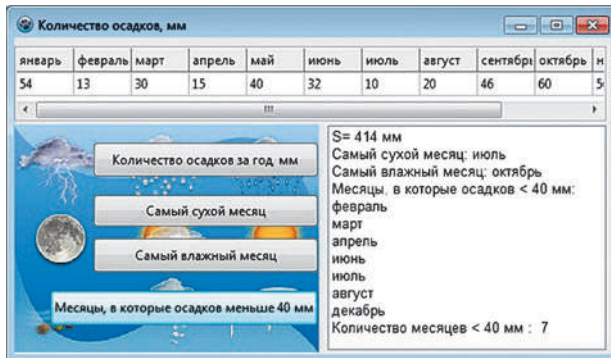 Количество осадков, мм
январь февраль март апрель май июнь июль август сентябрь октябрь н
54 13 30 15 40 32 10 20 46 60
Количество осадков за год, мм
Самый сухой месяц
Самый влажный месяц
Месяцы, в которые осадков меньше 40 мм
S= 414 мм
Самый сухой месяц: июль
Самый влажный месяц: октябрь
Месяцы, в которые осадков < 40 мм:
февраль
март
апрель
июнь
июль
август
декабрь
Количество месяцев < 40 мм : 7